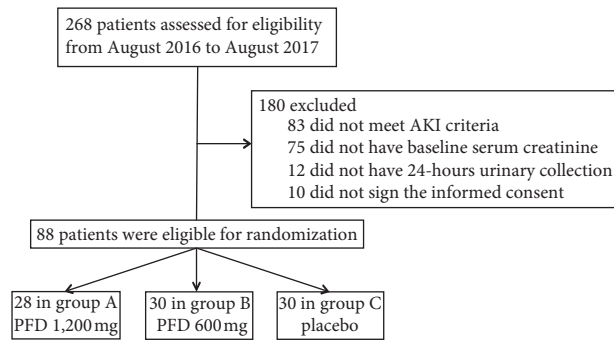 268 patients assessed for eligibility
from August 2016 to August 2017
180 excluded
83 did not meet AKI criteria
75 did not have baseline serum creatinine
12 did not have 24-hours urinary collection
10 did not sign the informed consent
88 patients were eligible for randomization
28 in group A
PFD 1,200 mg
30 in group B
PFD 600 mg
30 in group C
placebo